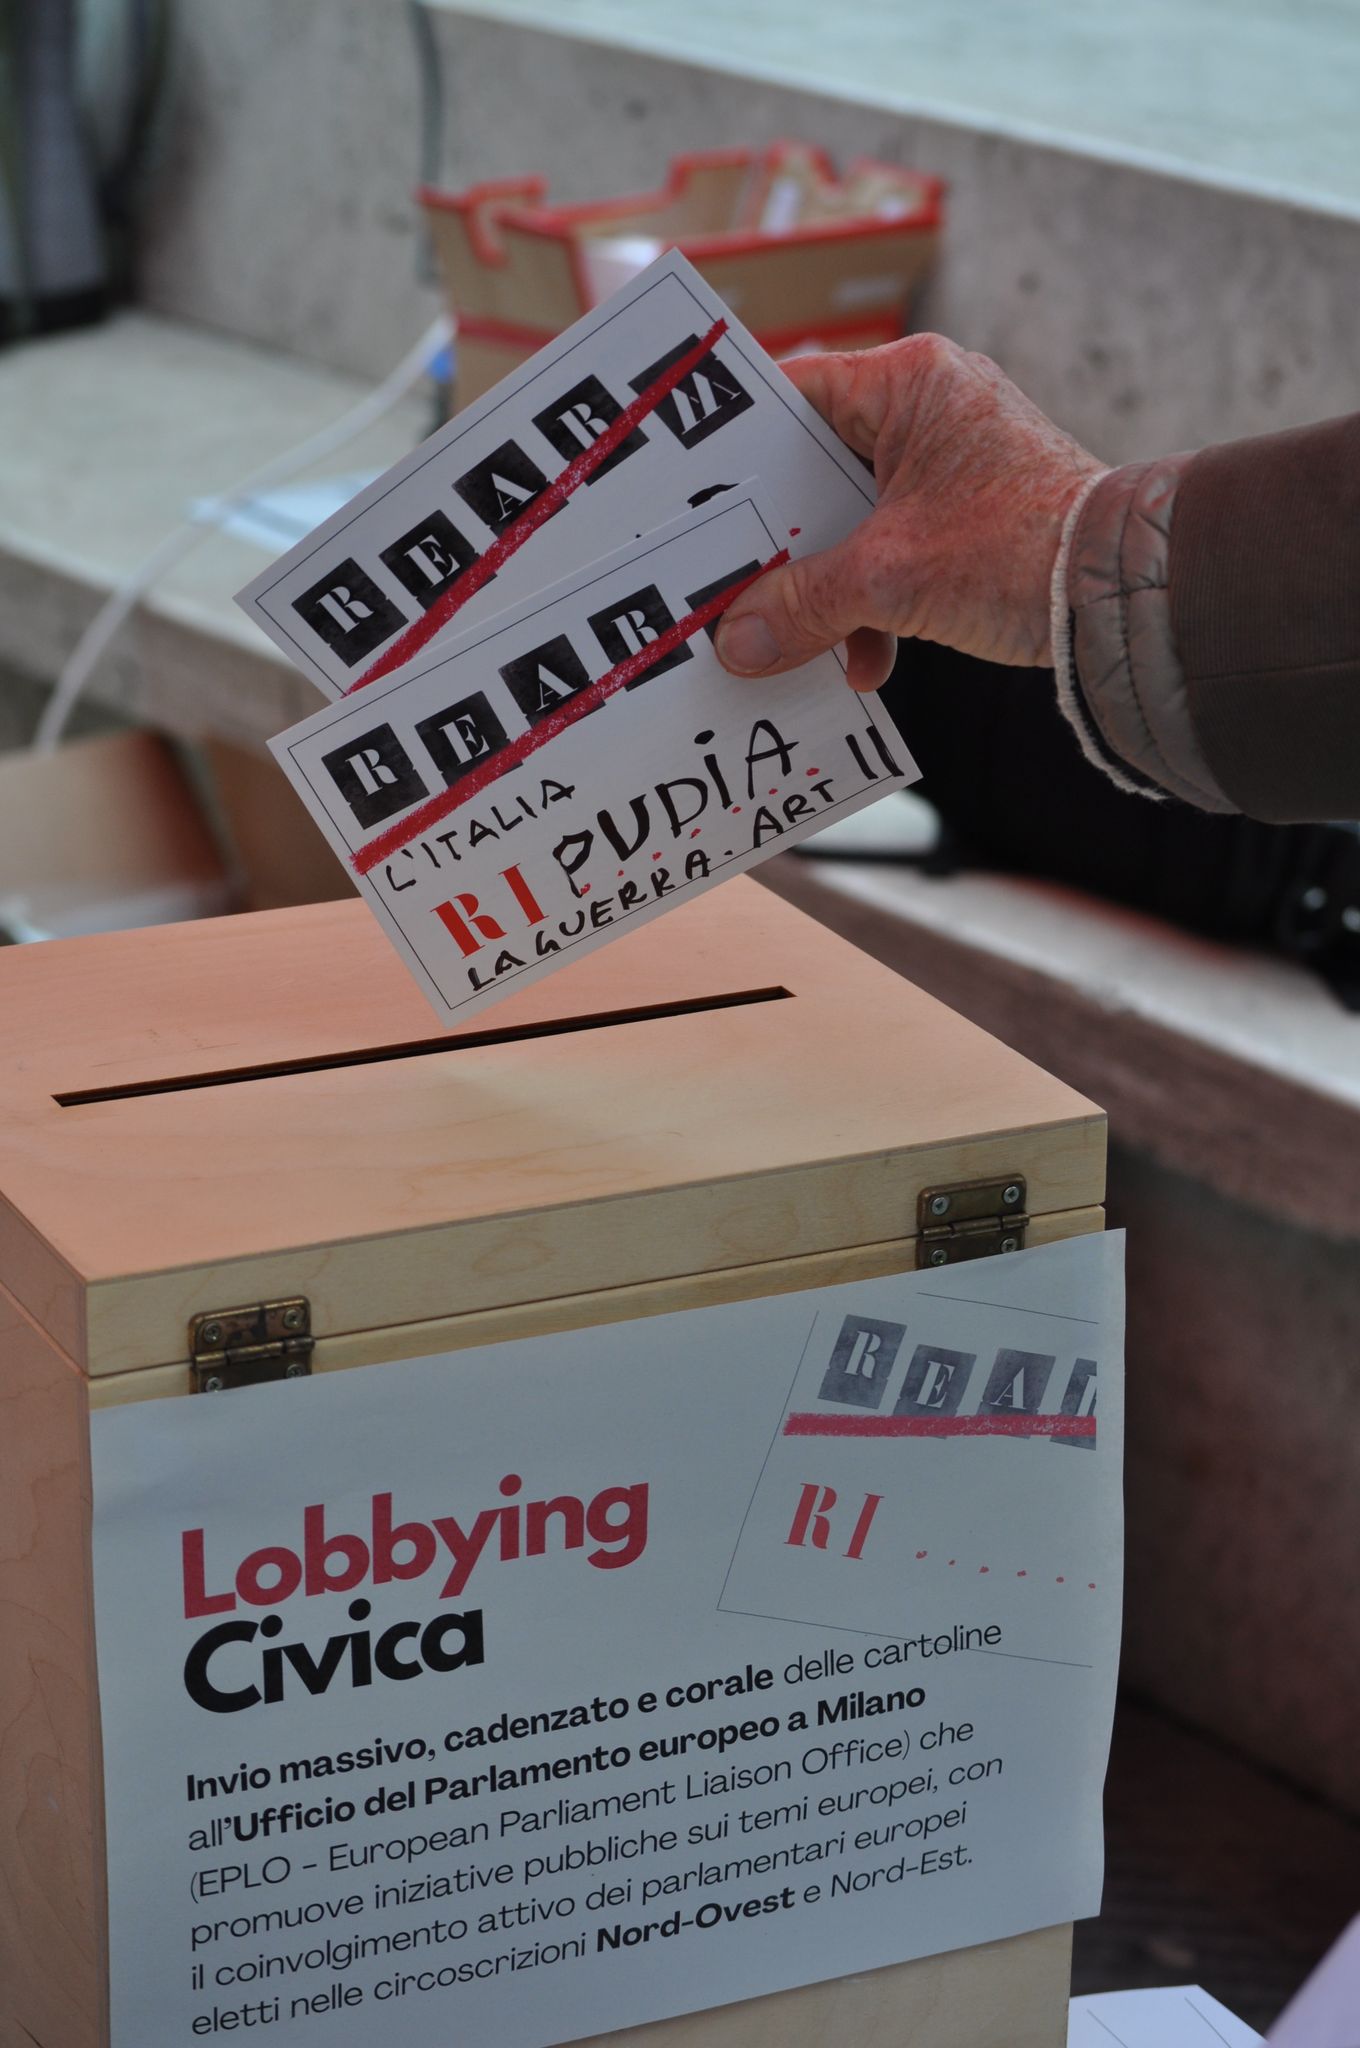 REARM
REAR
L'ITALIA
RIPUDIA
LA GUERRA. ART 11
REAR
RI ......
Lobbying
Civica
Invio massivo, cadenzato e corale delle cartoline
all'Ufficio del Parlamento europeo a Milano
(EPLO - European Parliament Liaison Office) che
promuove iniziative pubbliche sui temi europei, con
il coinvolgimento attivo dei parlamentari europei
eletti nelle circoscrizioni Nord-Ovest e Nord-Est.